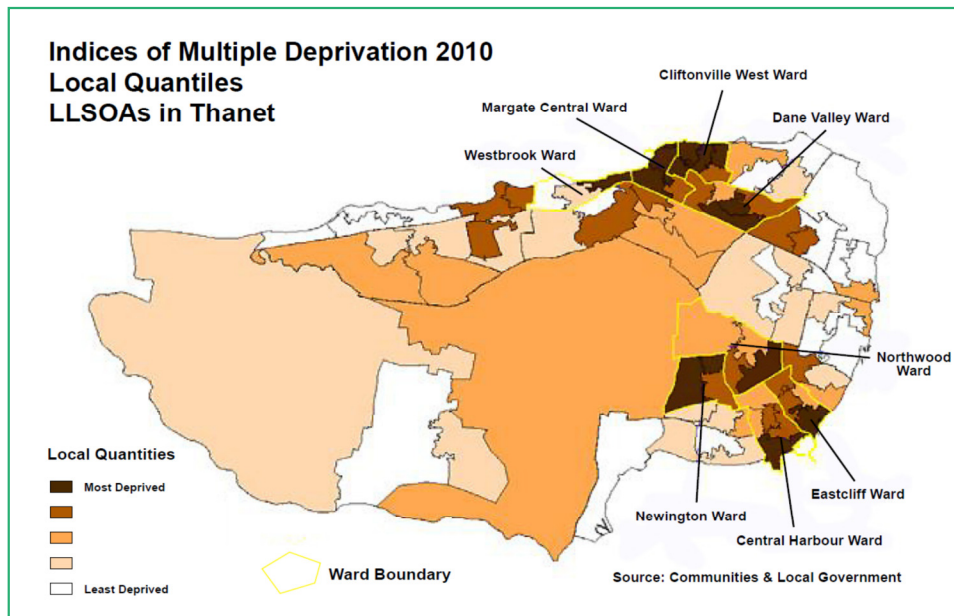 Indices of Multiple Deprivation 2010
Local Quantiles
LLSOAs in Thanet
Cliftonville West Ward
Margate Central Ward
Dane Valley Ward
Westbrook Ward
Northwood
Ward
Local Quantities
Most Deprived
Least Deprived
Ward Boundary
Newington Ward
Eastcliff Ward
Central Harbour Ward
Source: Communities & Local Government